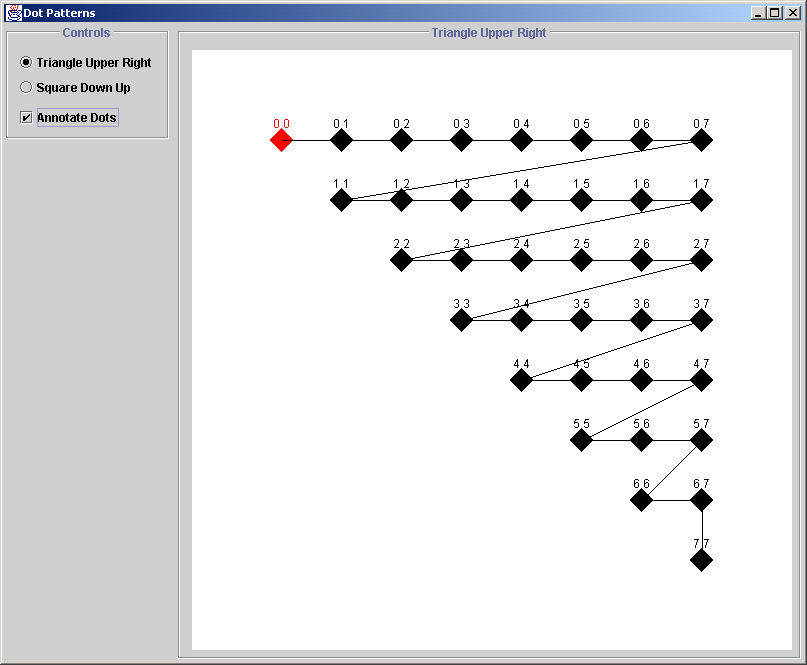 Dot Patterns
Controls
Triangle Upper Right
Square Down Up
Annotate Dots
Triangle Upper Right
0 0 0 1 0 2 0 3 0 4 0 5 0 6 0 7
1 1 1 2 1 3 1 4 1 5 1 6 1 7
2 2 2 3 2 4 2 5 2 6 2 7
3 3 3 4 3 5 3 6 3 7
4 4 4 5 4 6 4 7
5 5 5 6 5 7
6 6 6 7
7 7